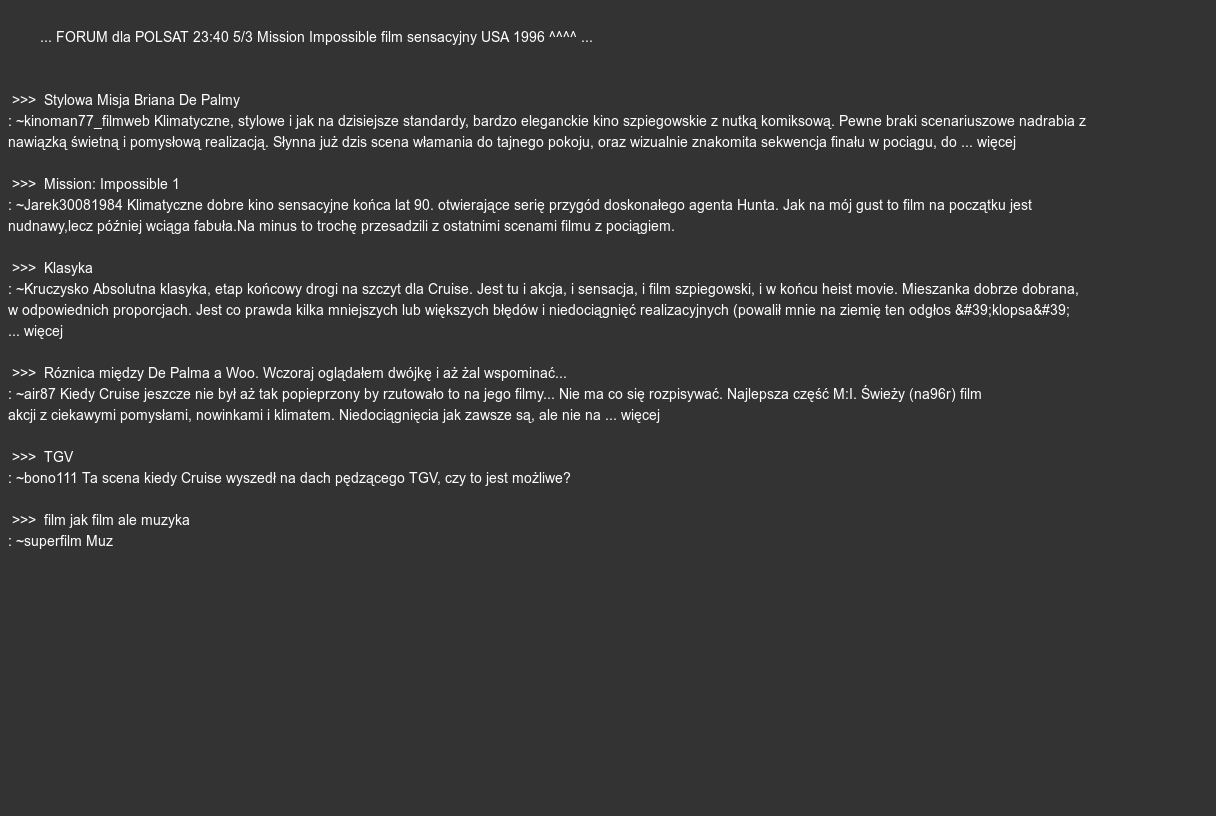 ... FORUM dla POLSAT 23:40 5/3 Mission Impossible film sensacyjny USA 1996 ^^^^ ...
>>> Stylowa Misja Briana De Palmy
: ~kinoman77_filmweb Klimatyczne, stylowe i jak na dzisiejsze standardy, bardzo eleganckie kino szpiegowskie z nutką komiksową. Pewne braki scenariuszowe nadrabia z
nawiązką świetną i pomysłową realizacją. Słynna już dzis scena włamania do tajnego pokoju, oraz wizualnie znakomita sekwencja finału w pociągu, do ... więcej
>>> Mission: Impossible 1
: ~Jarek30081984 Klimatyczne dobre kino sensacyjne końca lat 90. otwierające serię przygód doskonałego agenta Hunta. Jak na mój gust to film na początku jest
nudnawy,lecz później wciąga fabuła.Na minus to trochę przesadzili z ostatnimi scenami filmu z pociągiem.
>>> Klasyka
: ~Kruczysko Absolutna klasyka, etap końcowy drogi na szczyt dla Cruise. Jest tu i akcja, i sensacja, i film szpiegowski, i w końcu heist movie. Mieszanka dobrze dobrana,
w odpowiednich proporcjach. Jest co prawda kilka mniejszych lub większych błędów i niedociągnięć realizacyjnych (powalił mnie na ziemię ten odgłos &#39;klopsa&#39;
... więcej
>>> Róznica między De Palma a Woo. Wczoraj oglądałem dwójkę i aż żal wspominać...
: ~air87 Kiedy Cruise jeszcze nie był aż tak popieprzony by rzutowało to na jego filmy... Nie ma co się rozpisywać. Najlepsza część M:I. Świeży (na96r) film
akcji z ciekawymi pomysłami, nowinkami i klimatem. Niedociągnięcia jak zawsze są, ale nie na ... więcej
>>> TGV
: ~bono111 Ta scena kiedy Cruise wyszedł na dach pędzącego TGV, czy to jest możliwe?
>>> film jak film ale muzyka
: ~superfilm Muz